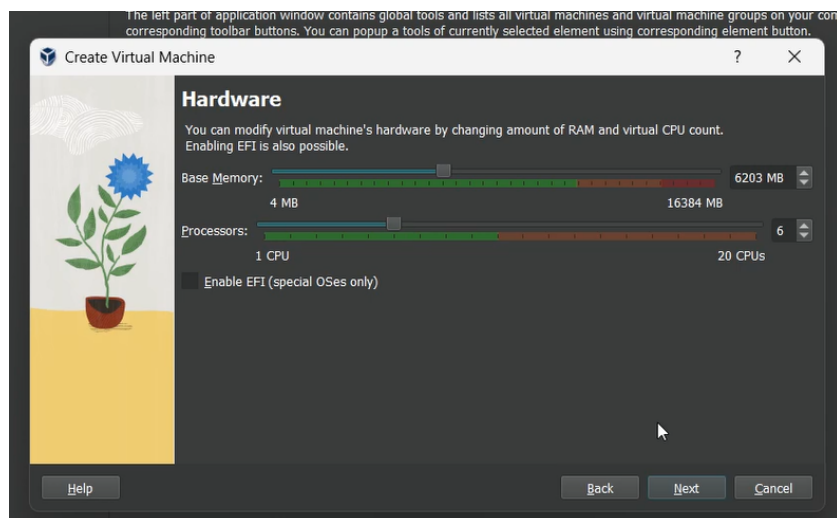 The left part of application window contains global tools and lists all virtual machines and virtual machine groups on your con
corresponding toolbar buttons. You can popup a tools of currently selected element using corresponding element button.
Create Virtual Machine
?
Hardware
You can modify virtual machine's hardware by changing amount of RAM and virtual CPU count.
Enabling EFI is also possible.
Base Memory: 6203 MB
4 MB 16384 MB
Processors: 6
1 CPU 20 CPUs
Enable EFI (special OSes only)
Help Back Next Cancel